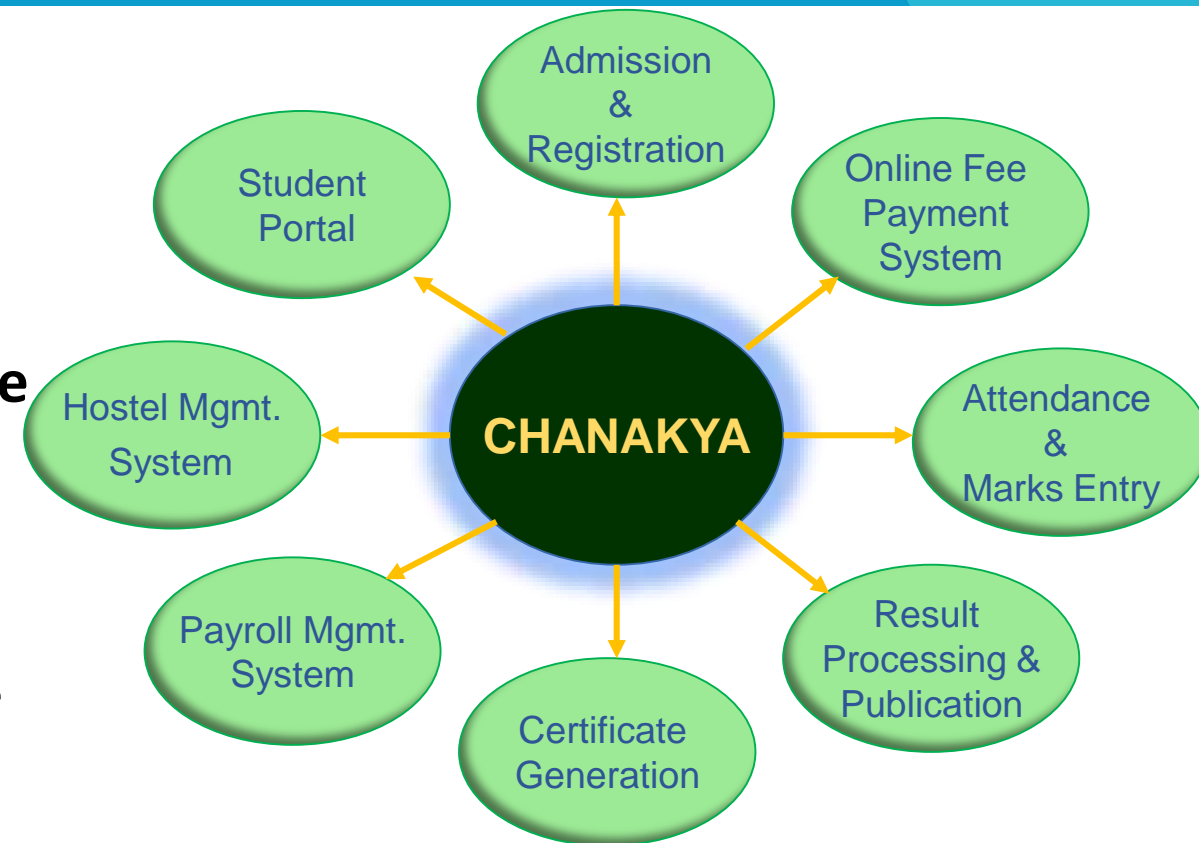 Admission
&
Registration
Online Fee
Payment
System
Attendance
&
Marks Entry
Result
Processing &
Publication
Certificate
Generation
Payroll Mgmt.
System
Hostel Mgmt.
System
Student
Portal
CHANAKYA
e